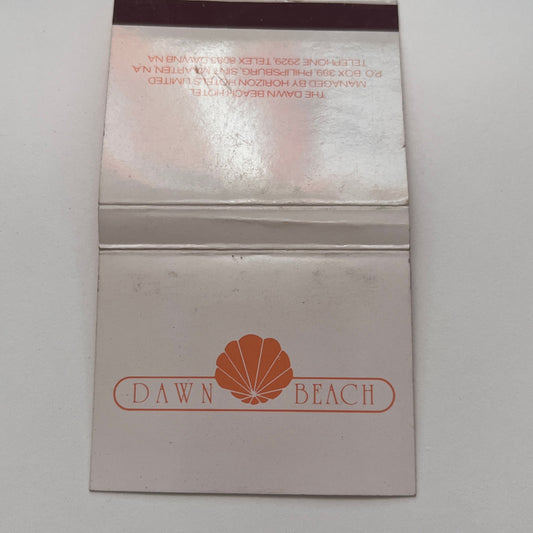 THE DAWN BEACH HOTEL
MANAGED BY HORIZON HOTELS LIMITED
P.O. BOX 389, PHILIPSBURG, SINT MAARTEN, N.A.
TELEPHONE 2929, TELEX 8083 DAWNB NA
DAWN BEACH